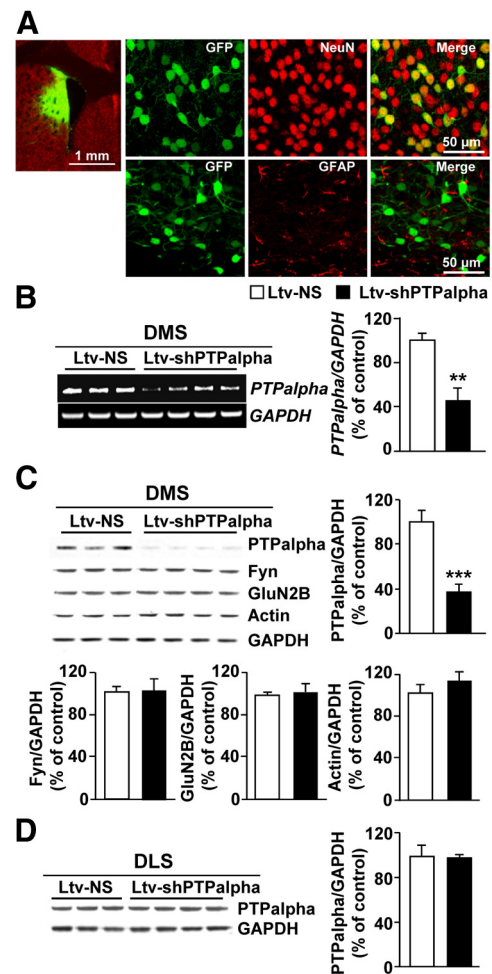 A
GFP
NeuN
Merge
1 mm
50 µm
GFP
GFAP
Merge
50 µm
Ltv-NS
Ltv-shPTPalpha
B
DMS
Ltv-NS
Ltv-shPTPalpha
PTPalpha
GAPDH
PTPalpha/GAPDH
(% of control)
120
80
40
0
**
C
DMS
Ltv-NS
Ltv-shPTPalpha
PTPalpha
Fyn
GluN2B
Actin
GAPDH
PTPalpha/GAPDH
(% of control)
120
80
40
0
***
Fyn/GAPDH
(% of control)
120
80
40
0
GluN2B/GAPDH
(% of control)
120
80
40
0
Actin/GAPDH
(% of control)
120
80
40
0
D
DLS
Ltv-NS
Ltv-shPTPalpha
PTPalpha
GAPDH
PTPalpha/GAPDH
(% of control)
120
80
40
0